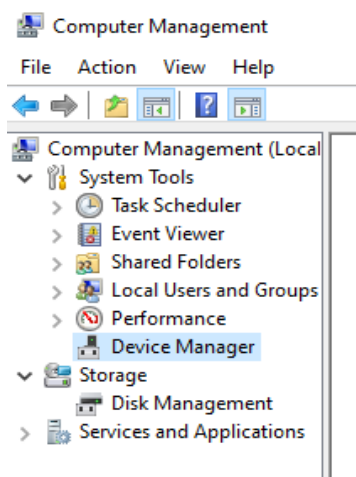 Computer Management
File Action View Help
Computer Management (Local
System Tools
Task Scheduler
Event Viewer
Shared Folders
Local Users and Groups
Performance
Device Manager
Storage
Disk Management
Services and Applications